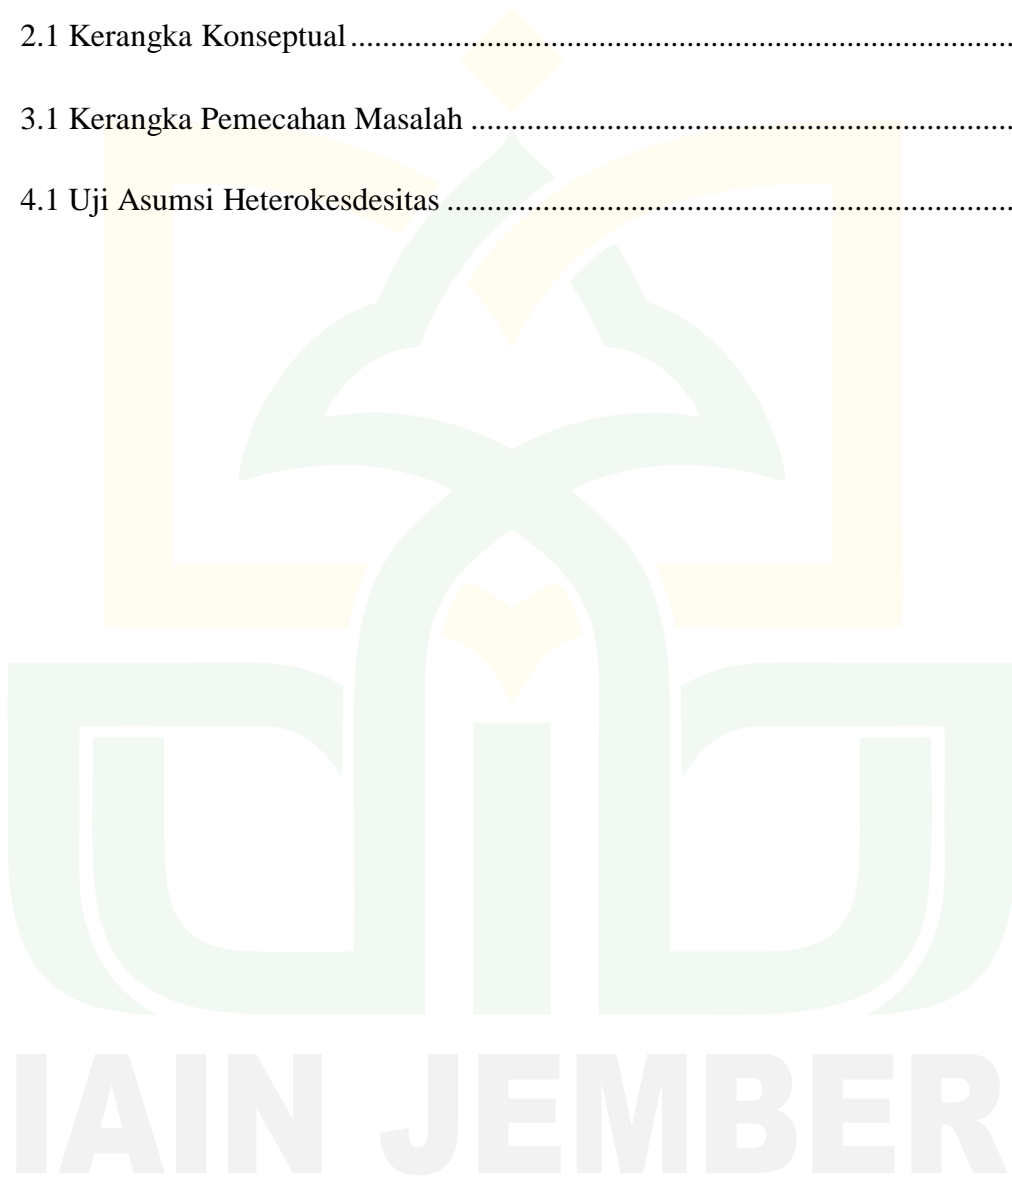 2.1 Kerangka Konseptual...................................................................................
3.1 Kerangka Pemecahan Masalah ....................................................................
4.1 Uji Asumsi Heterokesdesitas .......................................................................
IAIN JEMBER